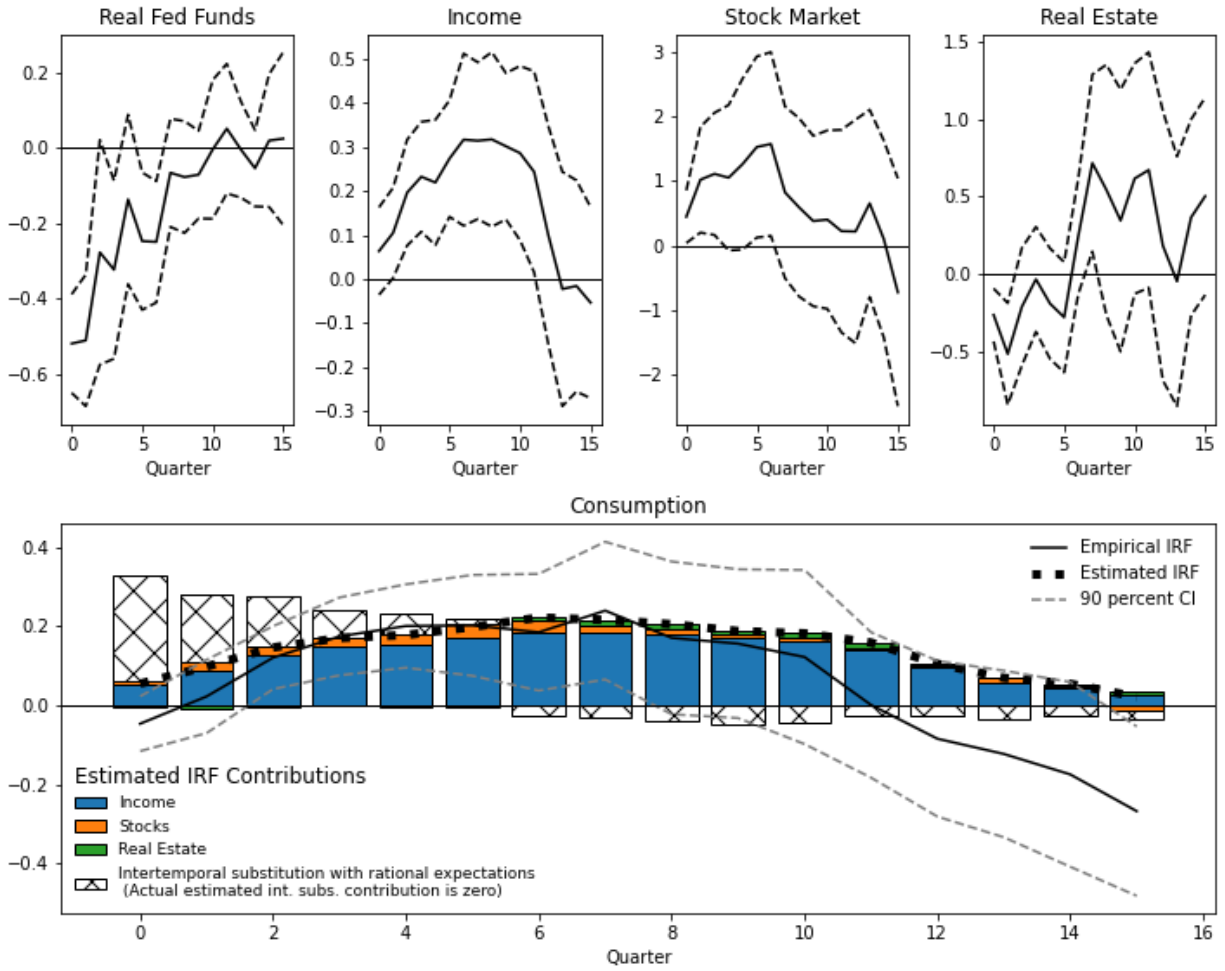 Real Fed Funds
Income
Stock Market
Real Estate
0.2
0.0
−0.2
−0.4
−0.6
0.5
0.4
0.3
0.2
0.1
0.0
−0.1
−0.2
−0.3
3
2
1
0
−1
−2
1.5
1.0
0.5
0.0
−0.5
0 5 10 15
0 5 10 15
0 5 10 15
0 5 10 15
Quarter
Quarter
Quarter
Quarter
Consumption
0.4
0.2
0.0
−0.2
−0.4
Empirical IRF
Estimated IRF
90 percent CI
Estimated IRF Contributions
Income
Stocks
Real Estate
Intertemporal substitution with rational expectations
(Actual estimated int. subs. contribution is zero)
0 2 4 6 8 10 12 14 16
Quarter